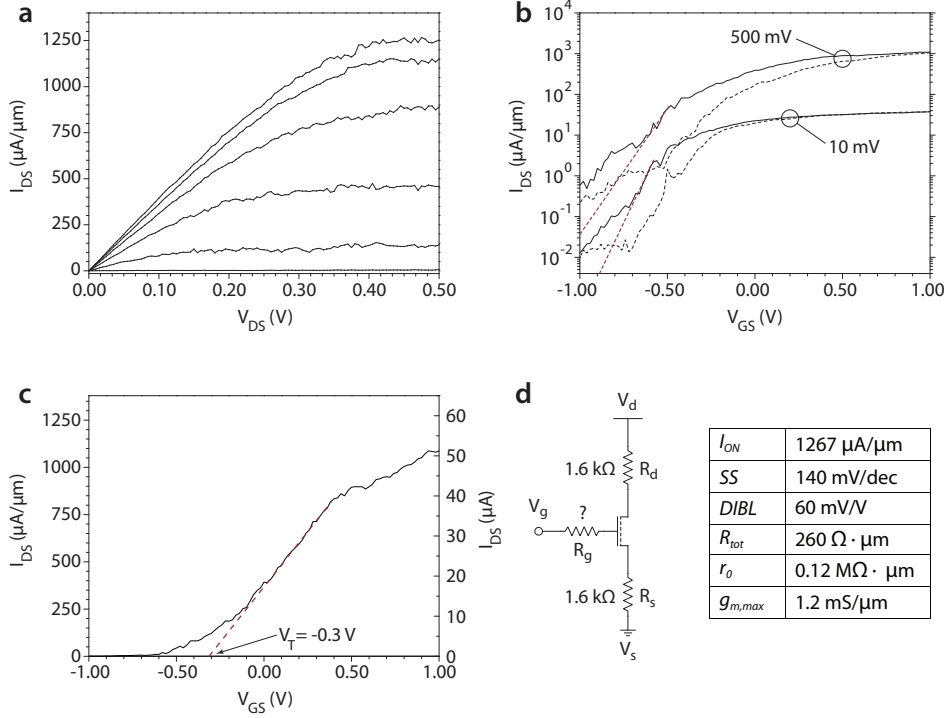 a
I_DS (µA/µm)
1250
1000
750
500
250
0
0.00 0.10 0.20 0.30 0.40 0.50
V_DS (V)
b
I_DS (µA/µm)
10^4
10^3
10^2
10^1
10^0
10^-1
10^-2
500 mV
10 mV
-1.00 -0.50 0.00 0.50 1.00
V_GS (V)
c
I_DS (µA/µm)
1250
1000
750
500
250
0
60
50
40
30
20
10
0
I_DS (µA)
V_T = -0.3 V
-1.00 -0.50 0.00 0.50 1.00
V_GS (V)
d
V_d
1.6 kΩ R_d
V_g
?
R_g
1.6 kΩ R_s
V_s
I_ON 1267 µA/µm
SS 140 mV/dec
DIBL 60 mV/V
R_tot 260 Ω · µm
r_0 0.12 MΩ · µm
g_m,max 1.2 mS/µm